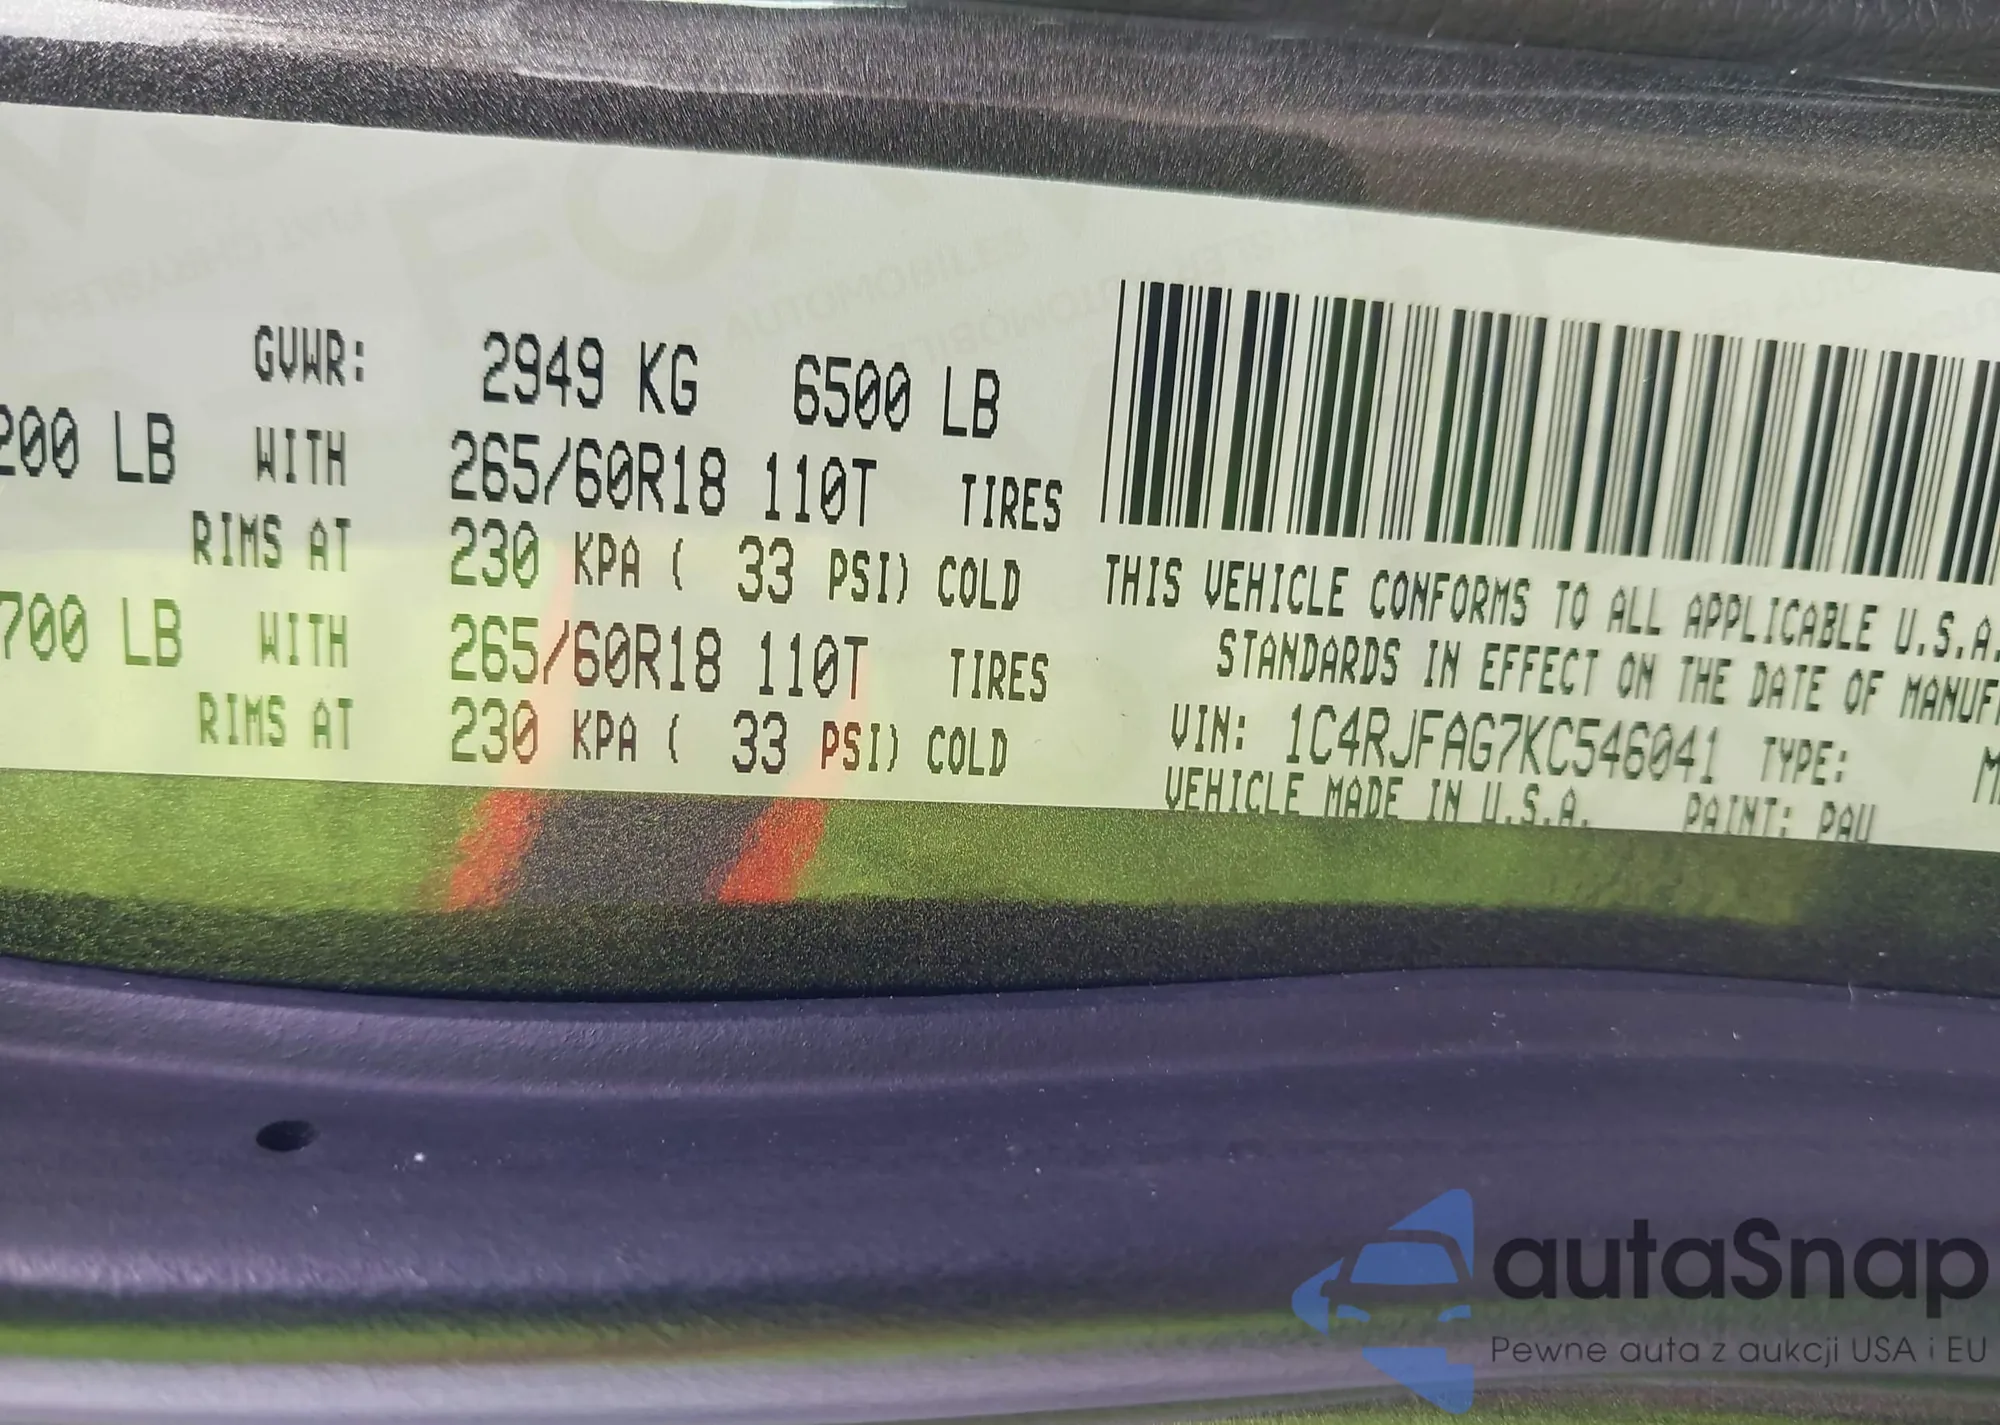 GVWR: 2949 KG 6500 LB
200 LB WITH 265/60R18 110T TIRES
RIMS AT 230 KPA ( 33 PSI) COLD
700 LB WITH 265/60R18 110T TIRES
RIMS AT 230 KPA ( 33 PSI) COLD
THIS VEHICLE CONFORMS TO ALL APPLICABLE U.S.A.
STANDARDS IN EFFECT ON THE DATE OF MANUF
VIN: 1C4RJFAG7KC546041 TYPE:
VEHICLE MADE IN U.S.A. PAINT: PAU
autaSnap
Pewne auta z aukcji USA i EU